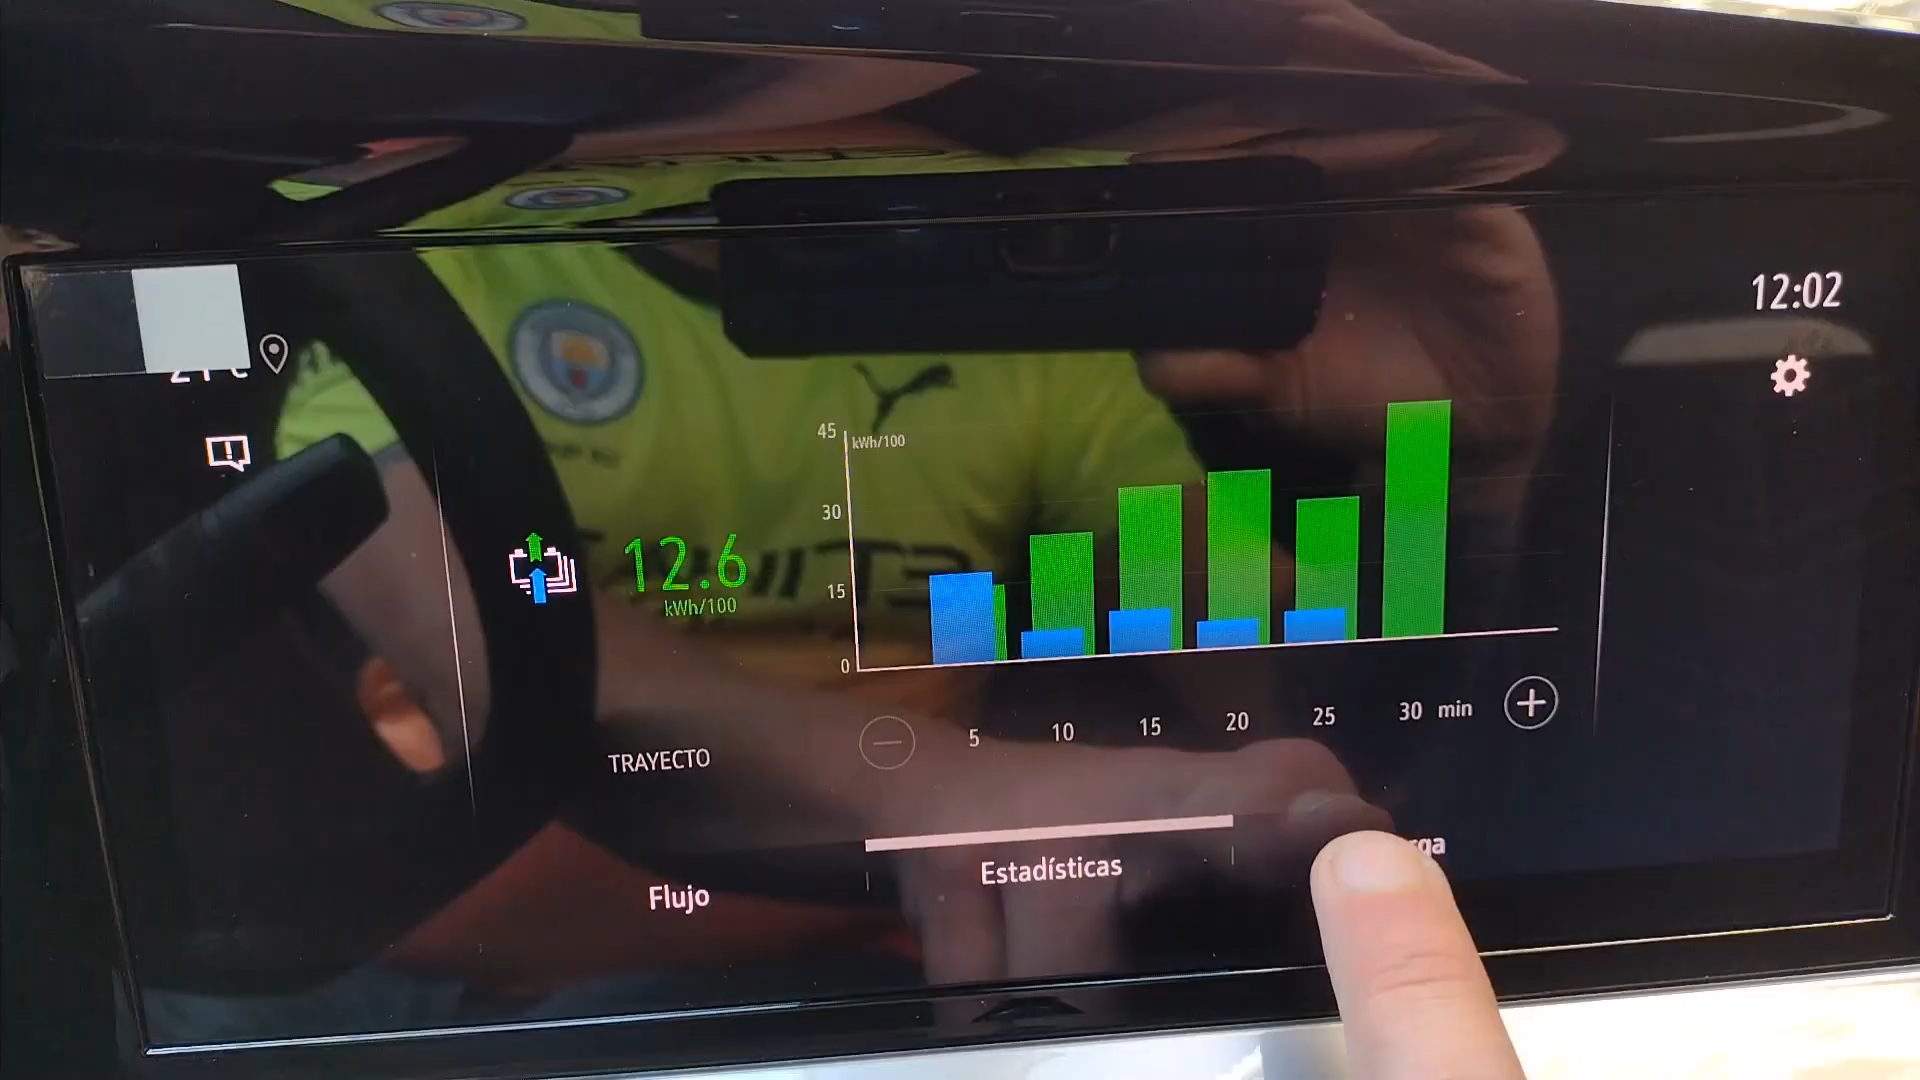 12:02
45
kWh/100
30
15
0
12.6
kWh/100
5 10 15 20 25 30 min
TRAYECTO
Flujo
Estadísticas